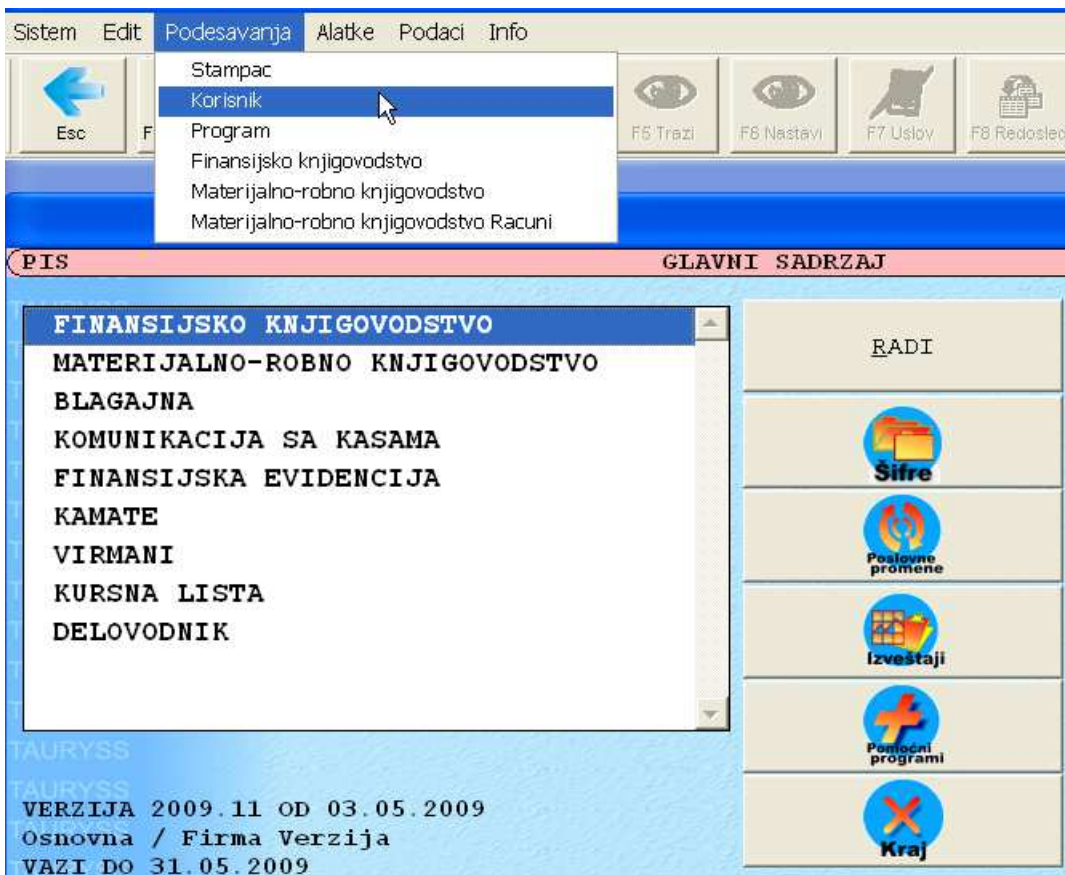 Sistem Edit Podesavanja Alatke Podaci Info
Stampac
Korisnik
Program
Finansijsko knjigovodstvo
Materijalno-robno knjigovodstvo
Materijalno-robno knjigovodstvo Racuni
Esc F F5 Trazi F6 Nastavi F7 Uslov F8 Redosled
PIS GLAVNI SADRZAJ
FINANSIJSKO KNJIGOVODSTVO
MATERIJALNO-ROBNO KNJIGOVODSTVO
BLAGAJNA
KOMUNIKACIJA SA KASAMA
FINANSIJSKA EVIDENCIJA
KAMATE
VIRMANI
KURSNA LISTA
DELOVODNIK
RADI
Šifre
Poslovne
promene
Izveštaji
Pomoćni
programi
Kraj
TAURYSS
TAURYSS
VERZIJA 2009.11 OD 03.05.2009
Osnovna / Firma Verzija
VAZI DO 31.05.2009